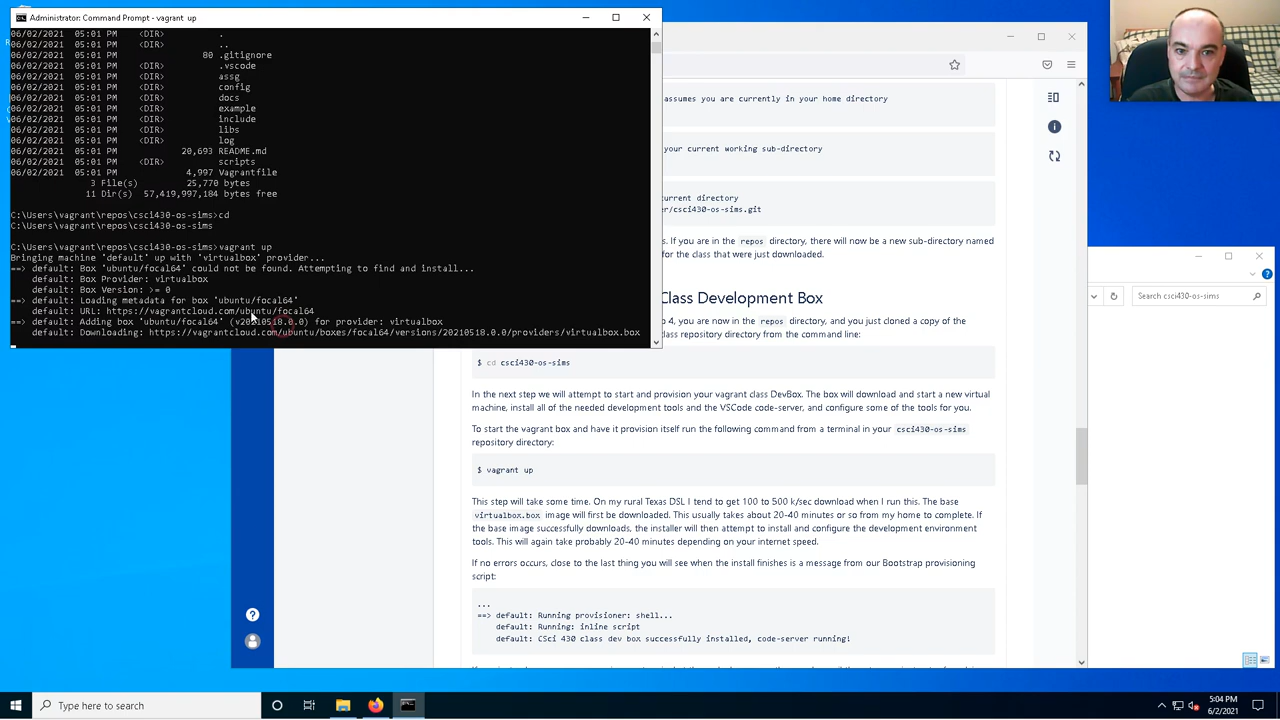 Administrator: Command Prompt - vagrant up
06/02/2021 05:01 PM <DIR> .
06/02/2021 05:01 PM <DIR> ..
06/02/2021 05:01 PM 80 .gitignore
06/02/2021 05:01 PM <DIR> .vscode
06/02/2021 05:01 PM <DIR> assg
06/02/2021 05:01 PM <DIR> config
06/02/2021 05:01 PM <DIR> docs
06/02/2021 05:01 PM <DIR> example
06/02/2021 05:01 PM <DIR> include
06/02/2021 05:01 PM <DIR> libs
06/02/2021 05:01 PM <DIR> log
06/02/2021 05:01 PM 20,693 README.md
06/02/2021 05:01 PM <DIR> scripts
06/02/2021 05:01 PM 4,997 Vagrantfile
3 File(s) 25,770 bytes
11 Dir(s) 57,419,997,184 bytes free
C:\Users\vagrant\repos\csci430-os-sims>cd
C:\Users\vagrant\repos\csci430-os-sims
C:\Users\vagrant\repos\csci430-os-sims>vagrant up
Bringing machine 'default' up with 'virtualbox' provider...
==> default: Box 'ubuntu/focal64' could not be found. Attempting to find and install...
default: Box Provider: virtualbox
default: Box Version: >= 0
==> default: Loading metadata for box 'ubuntu/focal64'
default: URL: https://vagrantcloud.com/ubuntu/focal64
==> default: Adding box 'ubuntu/focal64' (v20210518.0.0) for provider: virtualbox
default: Downloading: https://vagrantcloud.com/ubuntu/boxes/focal64/versions/20210518.0.0/providers/virtualbox.box
assumes you are currently in your home directory
your current working sub-directory
current directory
er/csci430-os-sims.git
s. If you are in the repos directory, there will now be a new sub-directory named
for the class that were just downloaded.
Class Development Box
p 4, you are now in the repos directory, and you just cloned a copy of the
class repository directory from the command line:
$ cd csci430-os-sims
In the next step we will attempt to start and provision your vagrant class DevBox. The box will download and start a new virtual
machine, install all of the needed development tools and the VSCode code-server, and configure some of the tools for you.
To start the vagrant box and have it provision itself run the following command from a terminal in your csci430-os-sims
repository directory:
$ vagrant up
This step will take some time. On my rural Texas DSL I tend to get 100 to 500 k/sec download when I run this. The base
virtualbox.box image will first be downloaded. This usually takes about 20-40 minutes or so from my home to complete. If
the base image successfully downloads, the installer will then attempt to install and configure the development environment
tools. This will again take probably 20-40 minutes depending on your internet speed.
If no errors occurs, close to the last thing you will see when the install finishes is a message from our Bootstrap provisioning
script:
...
==> default: Running provisioner: shell...
default: Running: inline script
default: CSci 430 class dev box successfully installed, code-server running!
Search csci430-os-sims
Type here to search
5:04 PM
6/2/2021